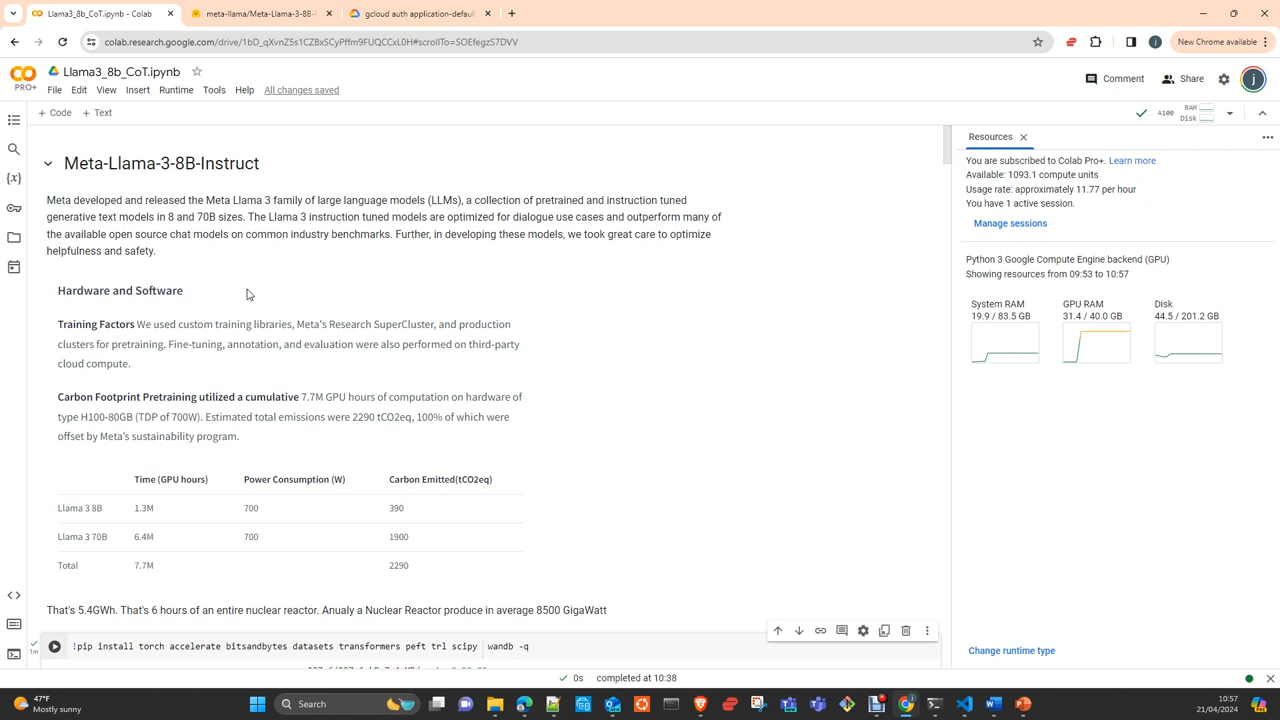 Llama3_8b_CoT.ipynb - Colab
meta-llama/Meta-Llama-3-8B-I
gcloud auth application-default
colab.research.google.com/drive/1bD_qXvnZ5s1CZBxSCyPffm9FUQCCxL0H#scrollTo=SOEfegzS7DVV
New Chrome available
PRO+
Llama3_8b_CoT.ipynb
Comment
Share
j
File Edit View Insert Runtime Tools Help All changes saved
+ Code + Text
A100
RAM
Disk
Meta-Llama-3-8B-Instruct
Meta developed and released the Meta Llama 3 family of large language models (LLMs), a collection of pretrained and instruction tuned
generative text models in 8 and 70B sizes. The Llama 3 instruction tuned models are optimized for dialogue use cases and outperform many of
the available open source chat models on common industry benchmarks. Further, in developing these models, we took great care to optimize
helpfulness and safety.
Hardware and Software
Training Factors We used custom training libraries, Meta's Research SuperCluster, and production
clusters for pretraining. Fine-tuning, annotation, and evaluation were also performed on third-party
cloud compute.
Carbon Footprint Pretraining utilized a cumulative 7.7M GPU hours of computation on hardware of
type H100-80GB (TDP of 700W). Estimated total emissions were 2290 tCO2eq, 100% of which were
offset by Meta's sustainability program.
Time (GPU hours) Power Consumption (W) Carbon Emitted(tCO2eq)
Llama 3 8B 1.3M 700 390
Llama 3 70B 6.4M 700 1900
Total 7.7M 2290
That's 5.4GWh. That's 6 hours of an entire nuclear reactor. Anualy a Nuclear Reactor produce in average 8500 GigaWatt
1m
!pip install torch accelerate bitsandbytes datasets transformers peft trl scipy wandb -q
Resources
You are subscribed to Colab Pro+. Learn more
Available: 1093.1 compute units
Usage rate: approximately 11.77 per hour
You have 1 active session.
Manage sessions
Python 3 Google Compute Engine backend (GPU)
Showing resources from 09:53 to 10:57
System RAM
19.9 / 83.5 GB
GPU RAM
31.4 / 40.0 GB
Disk
44.5 / 201.2 GB
Change runtime type
0s completed at 10:38
47°F
Mostly sunny
Search
10:57
21/04/2024